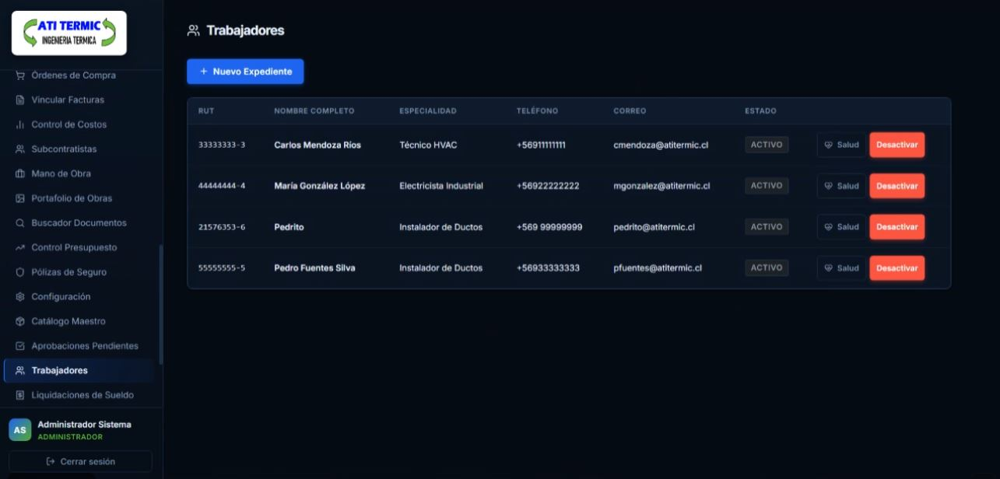 ATI TERMIC
INGENIERIA TERMICA
Órdenes de Compra
Vincular Facturas
Control de Costos
Subcontratistas
Mano de Obra
Portafolio de Obras
Buscador Documentos
Control Presupuesto
Pólizas de Seguro
Configuración
Catálogo Maestro
Aprobaciones Pendientes
Trabajadores
Liquidaciones de Sueldo
AS Administrador Sistema
ADMINISTRADOR
Cerrar sesión
Trabajadores
+ Nuevo Expediente
RUT NOMBRE COMPLETO ESPECIALIDAD TELÉFONO CORREO ESTADO
33333333-3 Carlos Mendoza Ríos Técnico HVAC +56911111111 cmendoza@atitermic.cl ACTIVO Salud Desactivar
44444444-4 María González López Electricista Industrial +56922222222 mgonzalez@atitermic.cl ACTIVO Salud Desactivar
21576353-6 Pedrito Instalador de Ductos +569 99999999 pedrito@atitermic.cl ACTIVO Salud Desactivar
55555555-5 Pedro Fuentes Silva Instalador de Ductos +56933333333 pfuentes@atitermic.cl ACTIVO Salud Desactivar